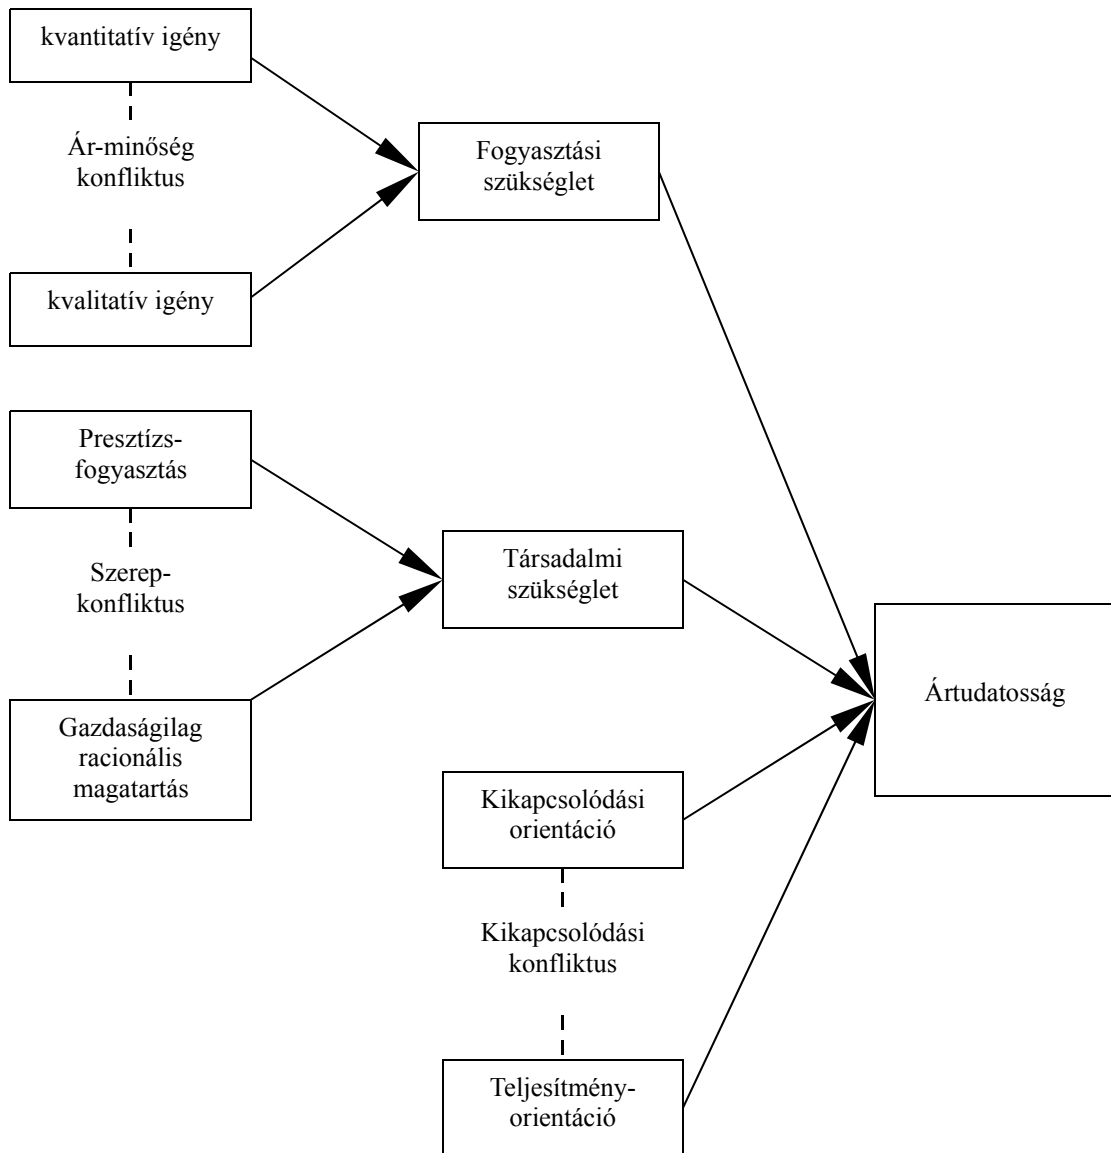 kvantitatív igény
Ár-minőség
konfliktus
kvalitatív igény
Fogyasztási
szükséglet
Presztízs-
fogyasztás
Szerep-
konfliktus
Gazdaságilag
racionális
magatartás
Társadalmi
szükséglet
Kikapcsolódási
orientáció
Kikapcsolódási
konfliktus
Teljesítmény-
orientáció
Ártudatosság